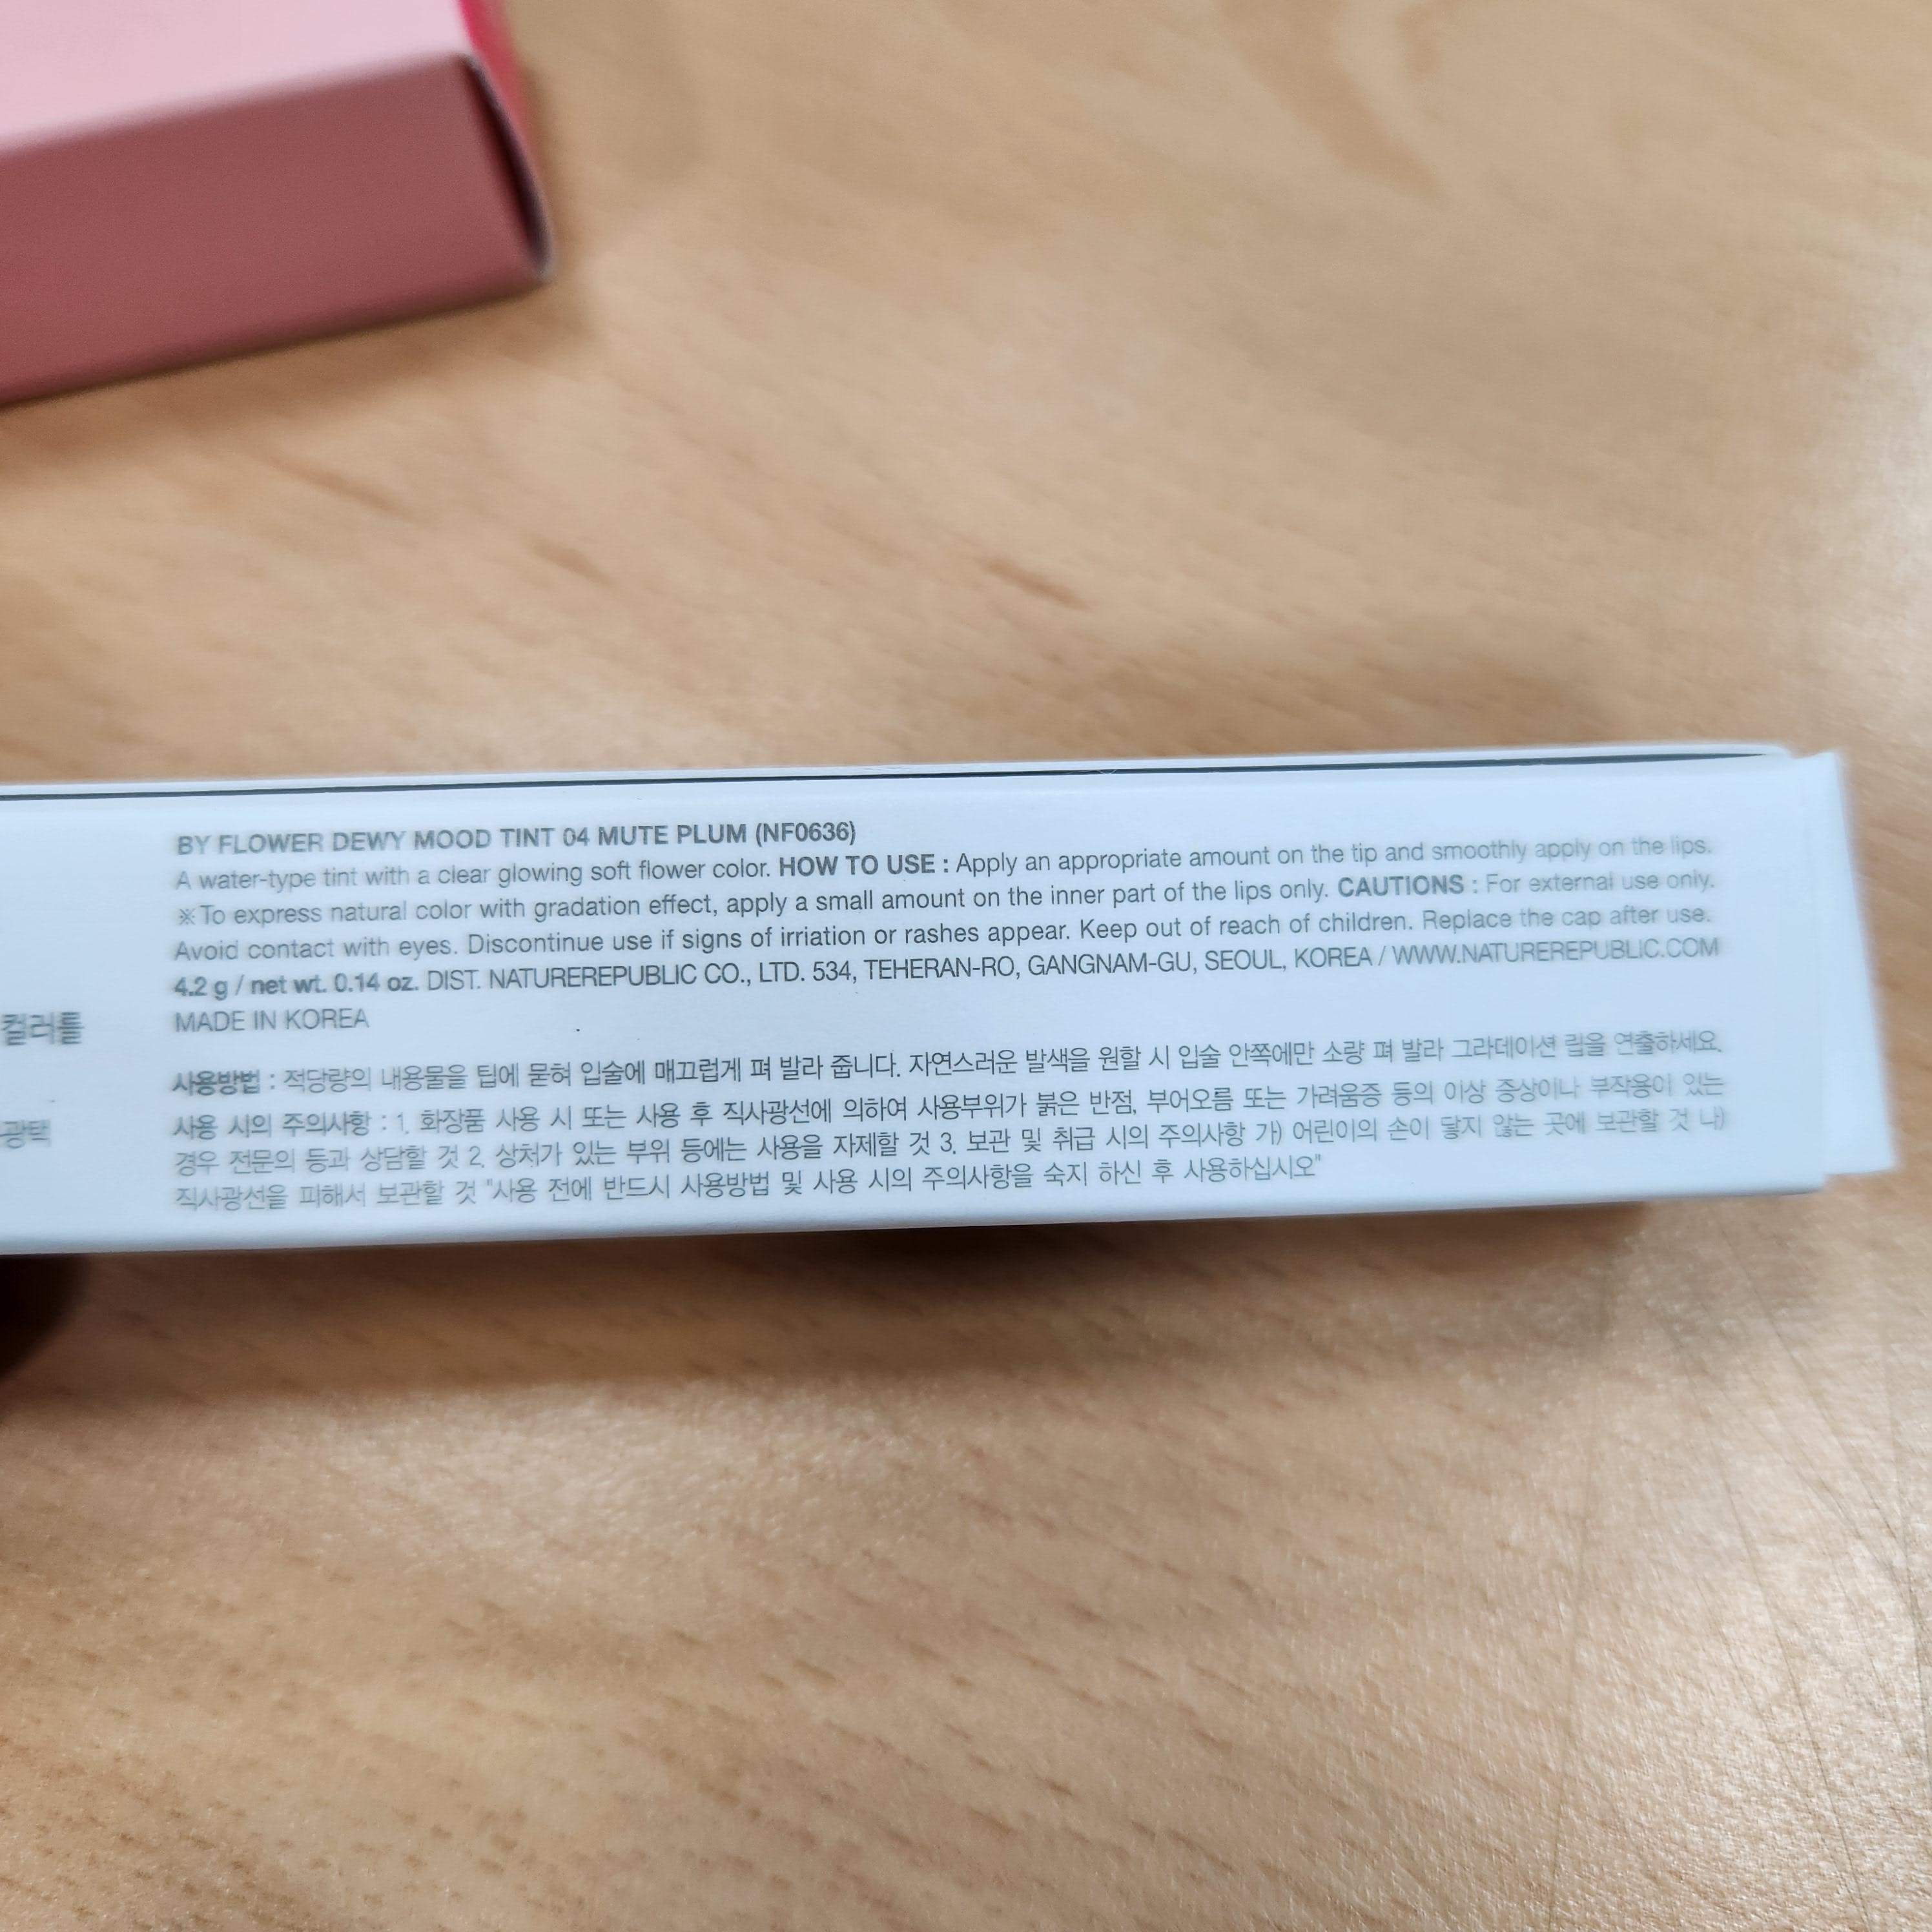 BY FLOWER DEWY MOOD TINT 04 MUTE PLUM (NF0636)
A water-type tint with a clear glowing soft flower color. HOW TO USE : Apply an appropriate amount on the tip and smoothly apply on the lips.
※To express natural color with gradation effect, apply a small amount on the inner part of the lips only. CAUTIONS : For external use only.
Avoid contact with eyes. Discontinue use if signs of irriation or rashes appear. Keep out of reach of children. Replace the cap after use.
4.2 g / net wt. 0.14 oz. DIST. NATUREREPUBLIC CO., LTD. 534, TEHERAN-RO, GANGNAM-GU, SEOUL, KOREA / WWW.NATUREREPUBLIC.COM
MADE IN KOREA
컬러틀
사용방법 : 적당량의 내용물을 팁에 묻혀 입술에 매끄럽게 펴 발라 줍니다. 자연스러운 발색을 원할 시 입술 안쪽에만 소량 펴 발라 그라데이션 립을 연출하세요.
광택
사용 시의 주의사항 : 1. 화장품 사용 시 또는 사용 후 직사광선에 의하여 사용부위가 붉은 반점, 부어오름 또는 가려움증 등의 이상 증상이나 부작용이 있는
경우 전문의 등과 상담할 것 2. 상처가 있는 부위 등에는 사용을 자제할 것 3. 보관 및 취급 시의 주의사항 가) 어린이의 손이 닿지 않는 곳에 보관할 것 나)
직사광선을 피해서 보관할 것 "사용 전에 반드시 사용방법 및 사용 시의 주의사항을 숙지 하신 후 사용하십시오"